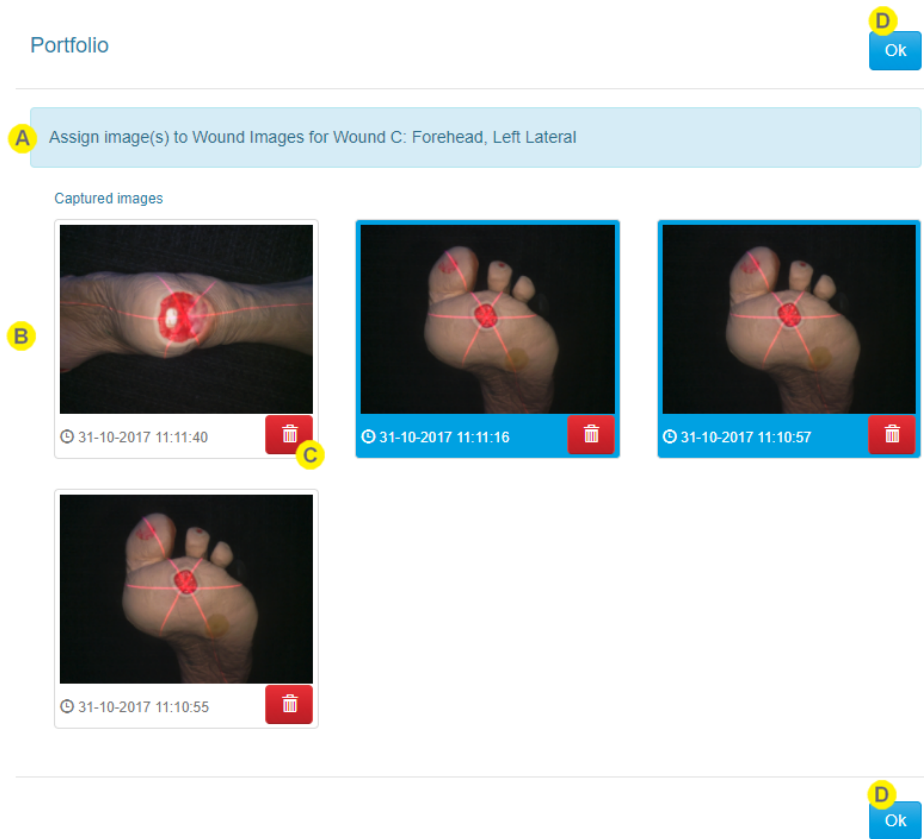 D
Portfolio
Ok
A
Assign image(s) to Wound Images for Wound C: Forehead, Left Lateral
Captured images
B
31-10-2017 11:11:40
C
31-10-2017 11:11:16
31-10-2017 11:10:57
31-10-2017 11:10:55
D
Ok